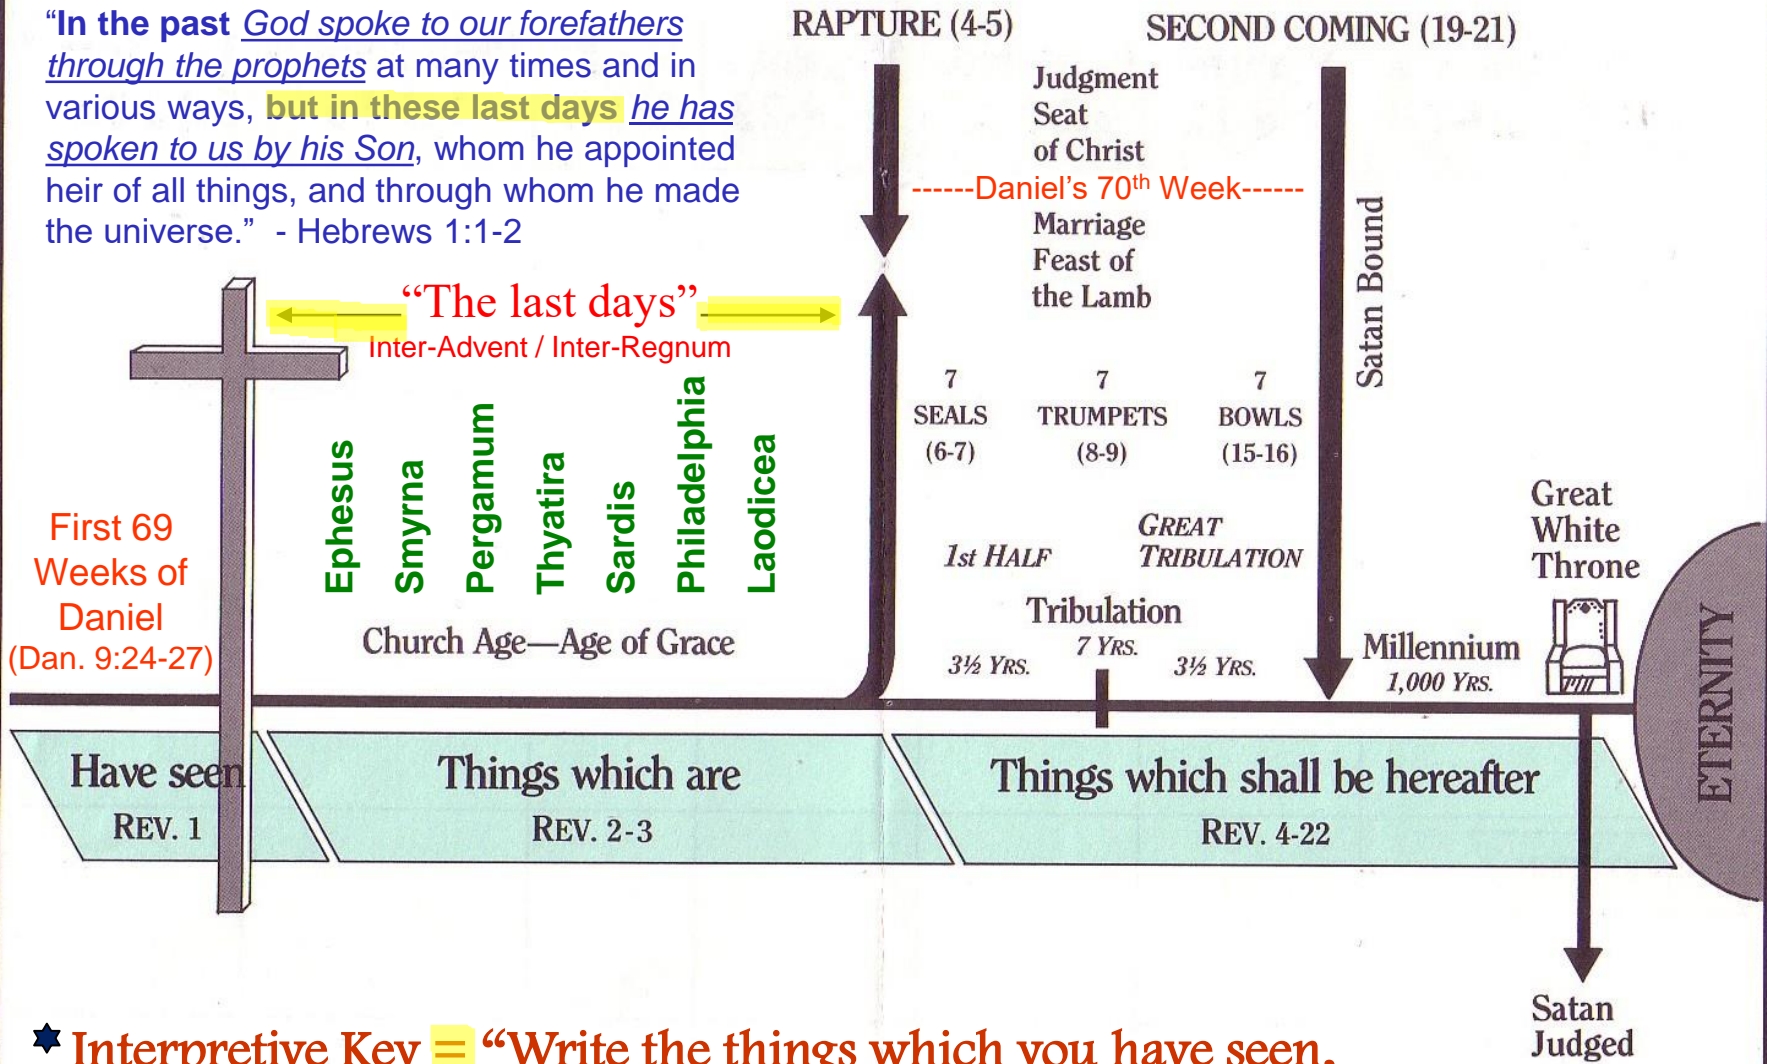 “In the past God spoke to our forefathers
through the prophets at many times and in
various ways, but in these last days he has
spoken to us by his Son, whom he appointed
heir of all things, and through whom he made
the universe.” - Hebrews 1:1-2
RAPTURE (4-5)
SECOND COMING (19-21)
Judgment
Seat
of Christ
------Daniel’s 70th Week------
Marriage
Feast of
the Lamb
Satan Bound
“The last days”
Inter-Advent / Inter-Regnum
7
SEALS
(6-7)
7
TRUMPETS
(8-9)
7
BOWLS
(15-16)
First 69
Weeks of
Daniel
(Dan. 9:24-27)
Ephesus
Smyrna
Pergamum
Thyatira
Sardis
Philadelphia
Laodicea
Church Age—Age of Grace
1st HALF
GREAT
TRIBULATION
Tribulation
7 YRS.
3½ YRS.
3½ YRS.
Millennium
1,000 YRS.
Great
White
Throne
ETERNITY
Have seen
REV. 1
Things which are
REV. 2-3
Things which shall be hereafter
REV. 4-22
Satan
Judged
Interpretive Key = “Write the things which you have seen,